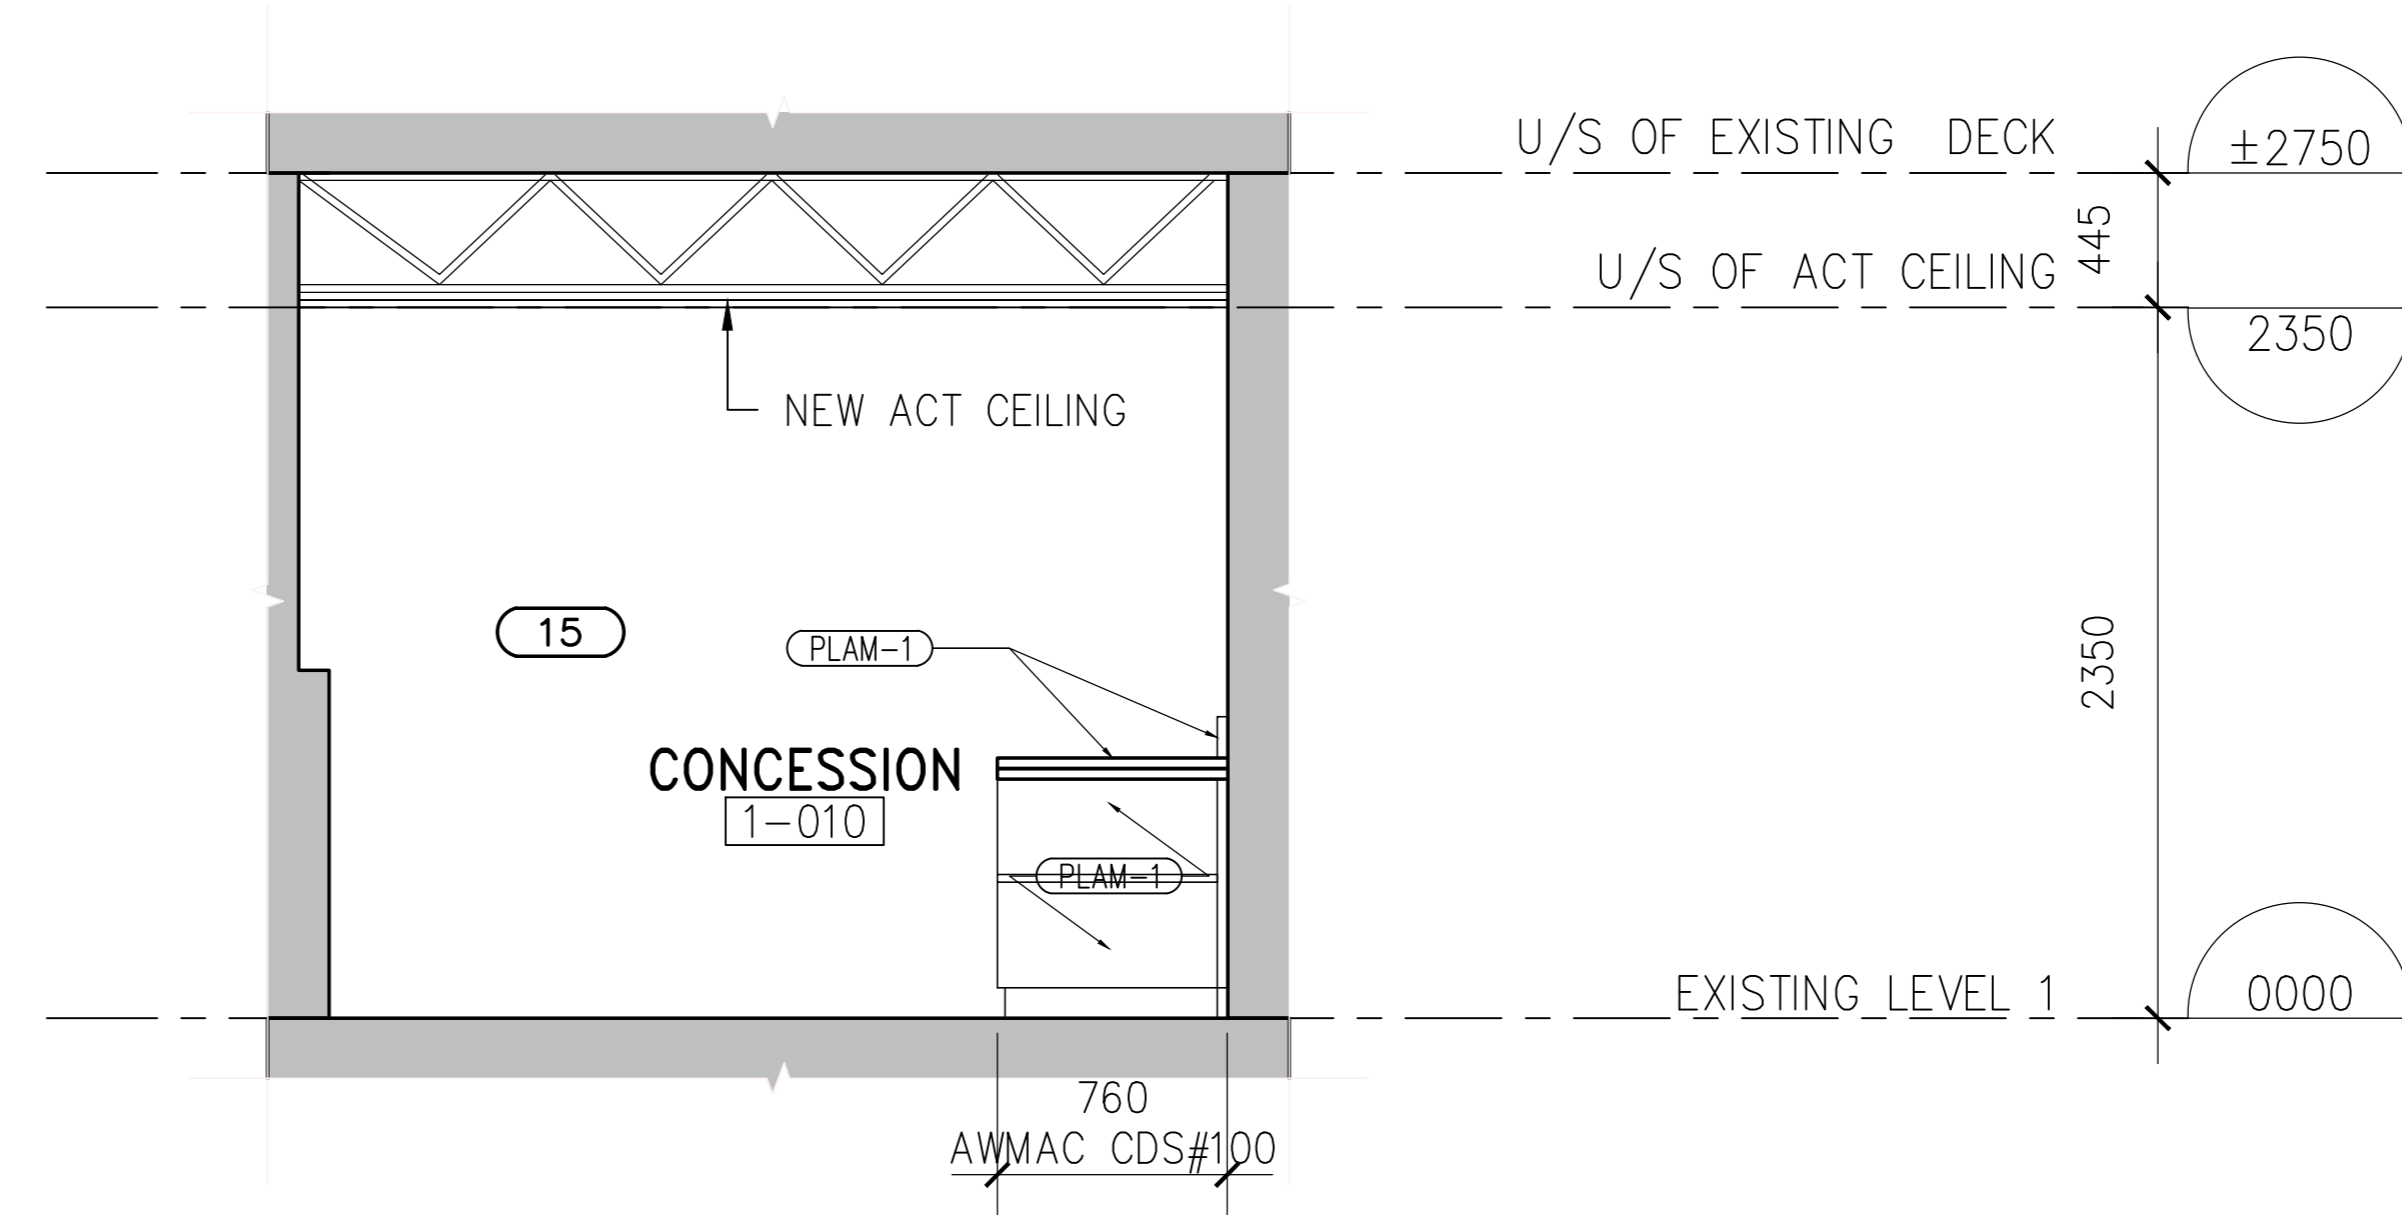 U/S OF EXISTING DECK
±2750
445
U/S OF ACT CEILING
2350
NEW ACT CEILING
15
PLAM-1
2350
CONCESSION
1-010
PLAM-1
EXISTING LEVEL 1
0000
760
AWMAC CDS#100